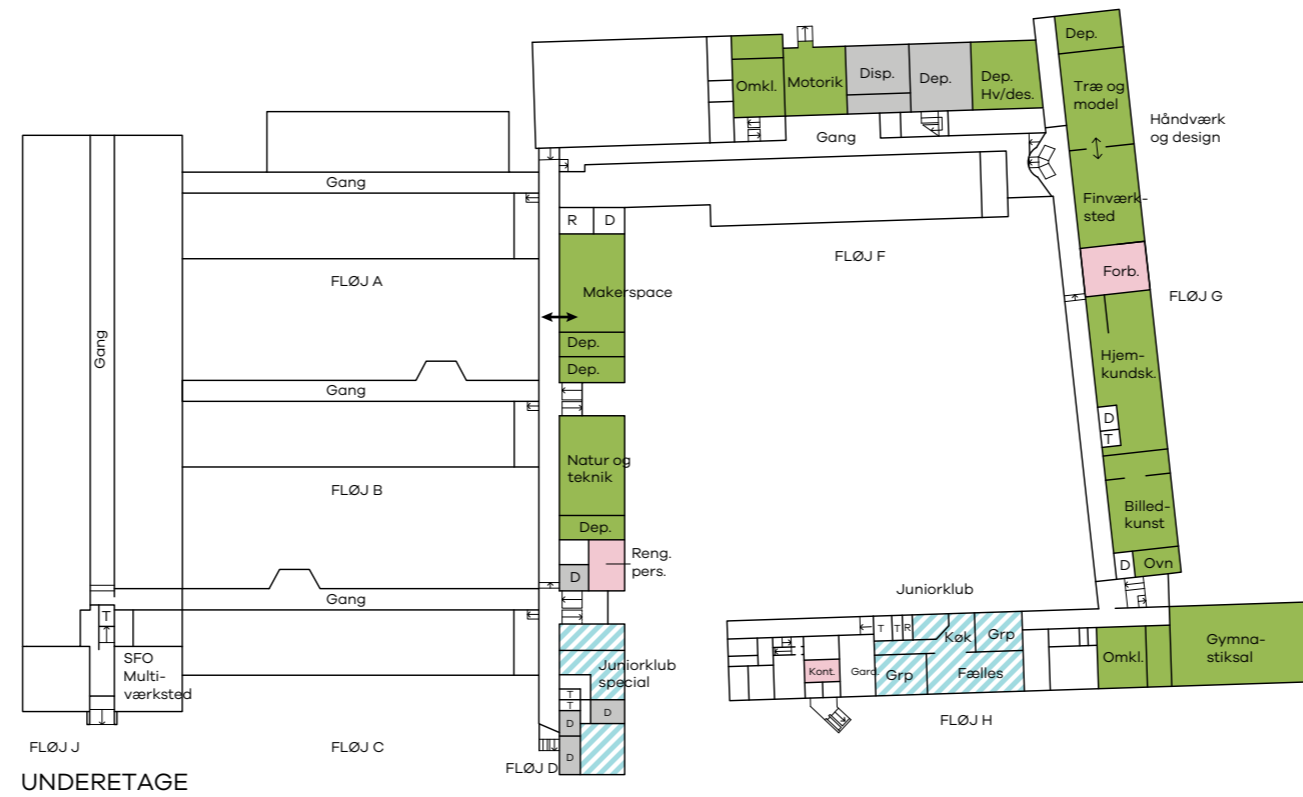 Dep.
Omkl.
Motorik
Disp.
Dep.
Dep.
Hv/des.
Træ og
model
Håndværk
og design
Gang
Gang
R
D
Finværk-
sted
FLØJ F
FLØJ A
Forb.
Makerspace
FLØJ G
Gang
Dep.
Dep.
Hjem-
kundsk.
Gang
D
T
Natur og
teknik
FLØJ B
Billed-
kunst
Dep.
Reng.
pers.
D
D
Ovn
Juniorklub
Gang
T
T
T
R
Køk
Grp
Gymna-
stiksal
SFO
Multi-
værksted
Juniorklub
special
Kont.
Gard.
Grp
Fælles
Omkl.
T
T
D
D
D
FLØJ H
FLØJ J
FLØJ C
FLØJ D
UNDERETAGE